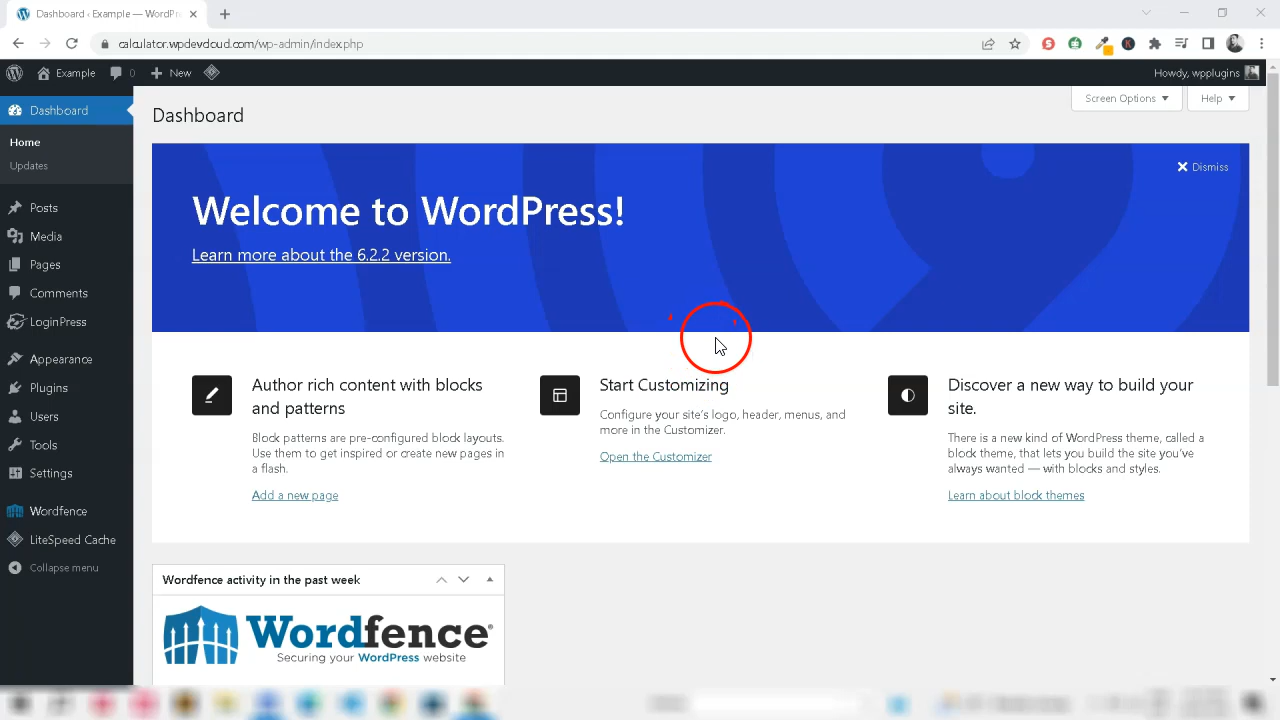 Dashboard ‹ Example — WordPr
calculator.wpdevcloud.com/wp-admin/index.php
Example
0
New
Howdy, wpplugins
Dashboard
Home
Updates
Posts
Media
Pages
Comments
LoginPress
Appearance
Plugins
Users
Tools
Settings
Wordfence
LiteSpeed Cache
Collapse menu
Dashboard
Screen Options
Help
Dismiss
Welcome to WordPress!
Learn more about the 6.2.2 version.
Author rich content with blocks
and patterns
Block patterns are pre-configured block layouts.
Use them to get inspired or create new pages in
a flash.
Add a new page
Start Customizing
Configure your site's logo, header, menus, and
more in the Customizer.
Open the Customizer
Discover a new way to build your
site.
There is a new kind of WordPress theme, called a
block theme, that lets you build the site you've
always wanted — with blocks and styles.
Learn about block themes
Wordfence activity in the past week
Wordfence®
Securing your WordPress website